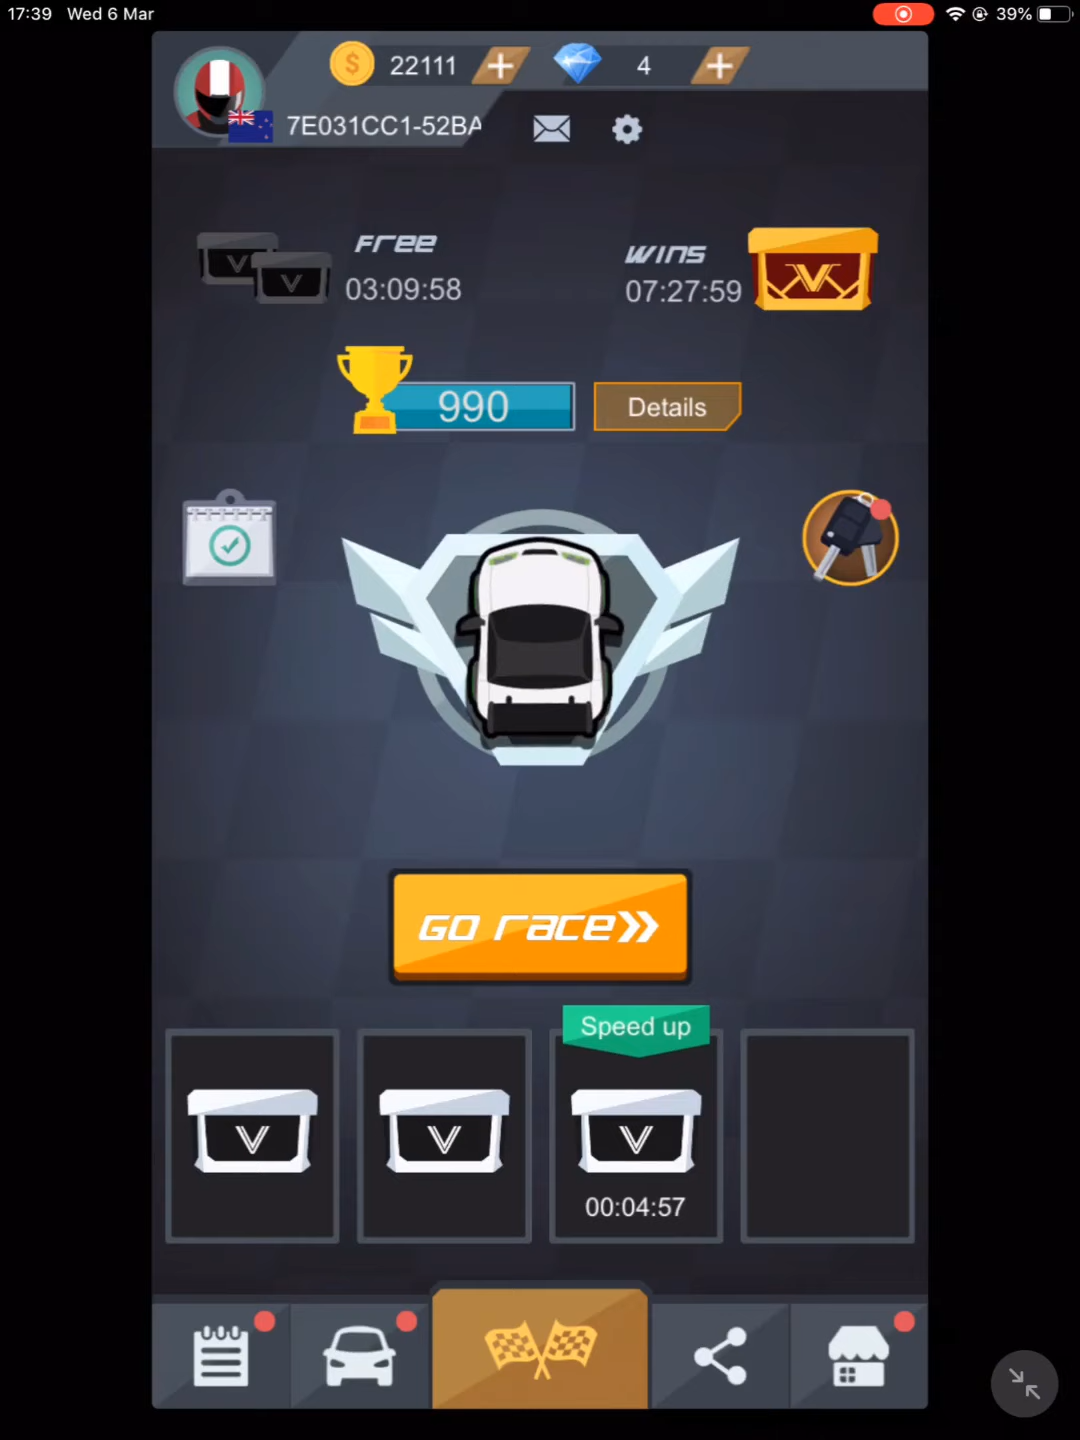 17:39 Wed 6 Mar 39%
22111 4
7E031CC1-52BA
FREE
03:09:58
WINS
07:27:59
990 Details
GO RACE
Speed up
00:04:57